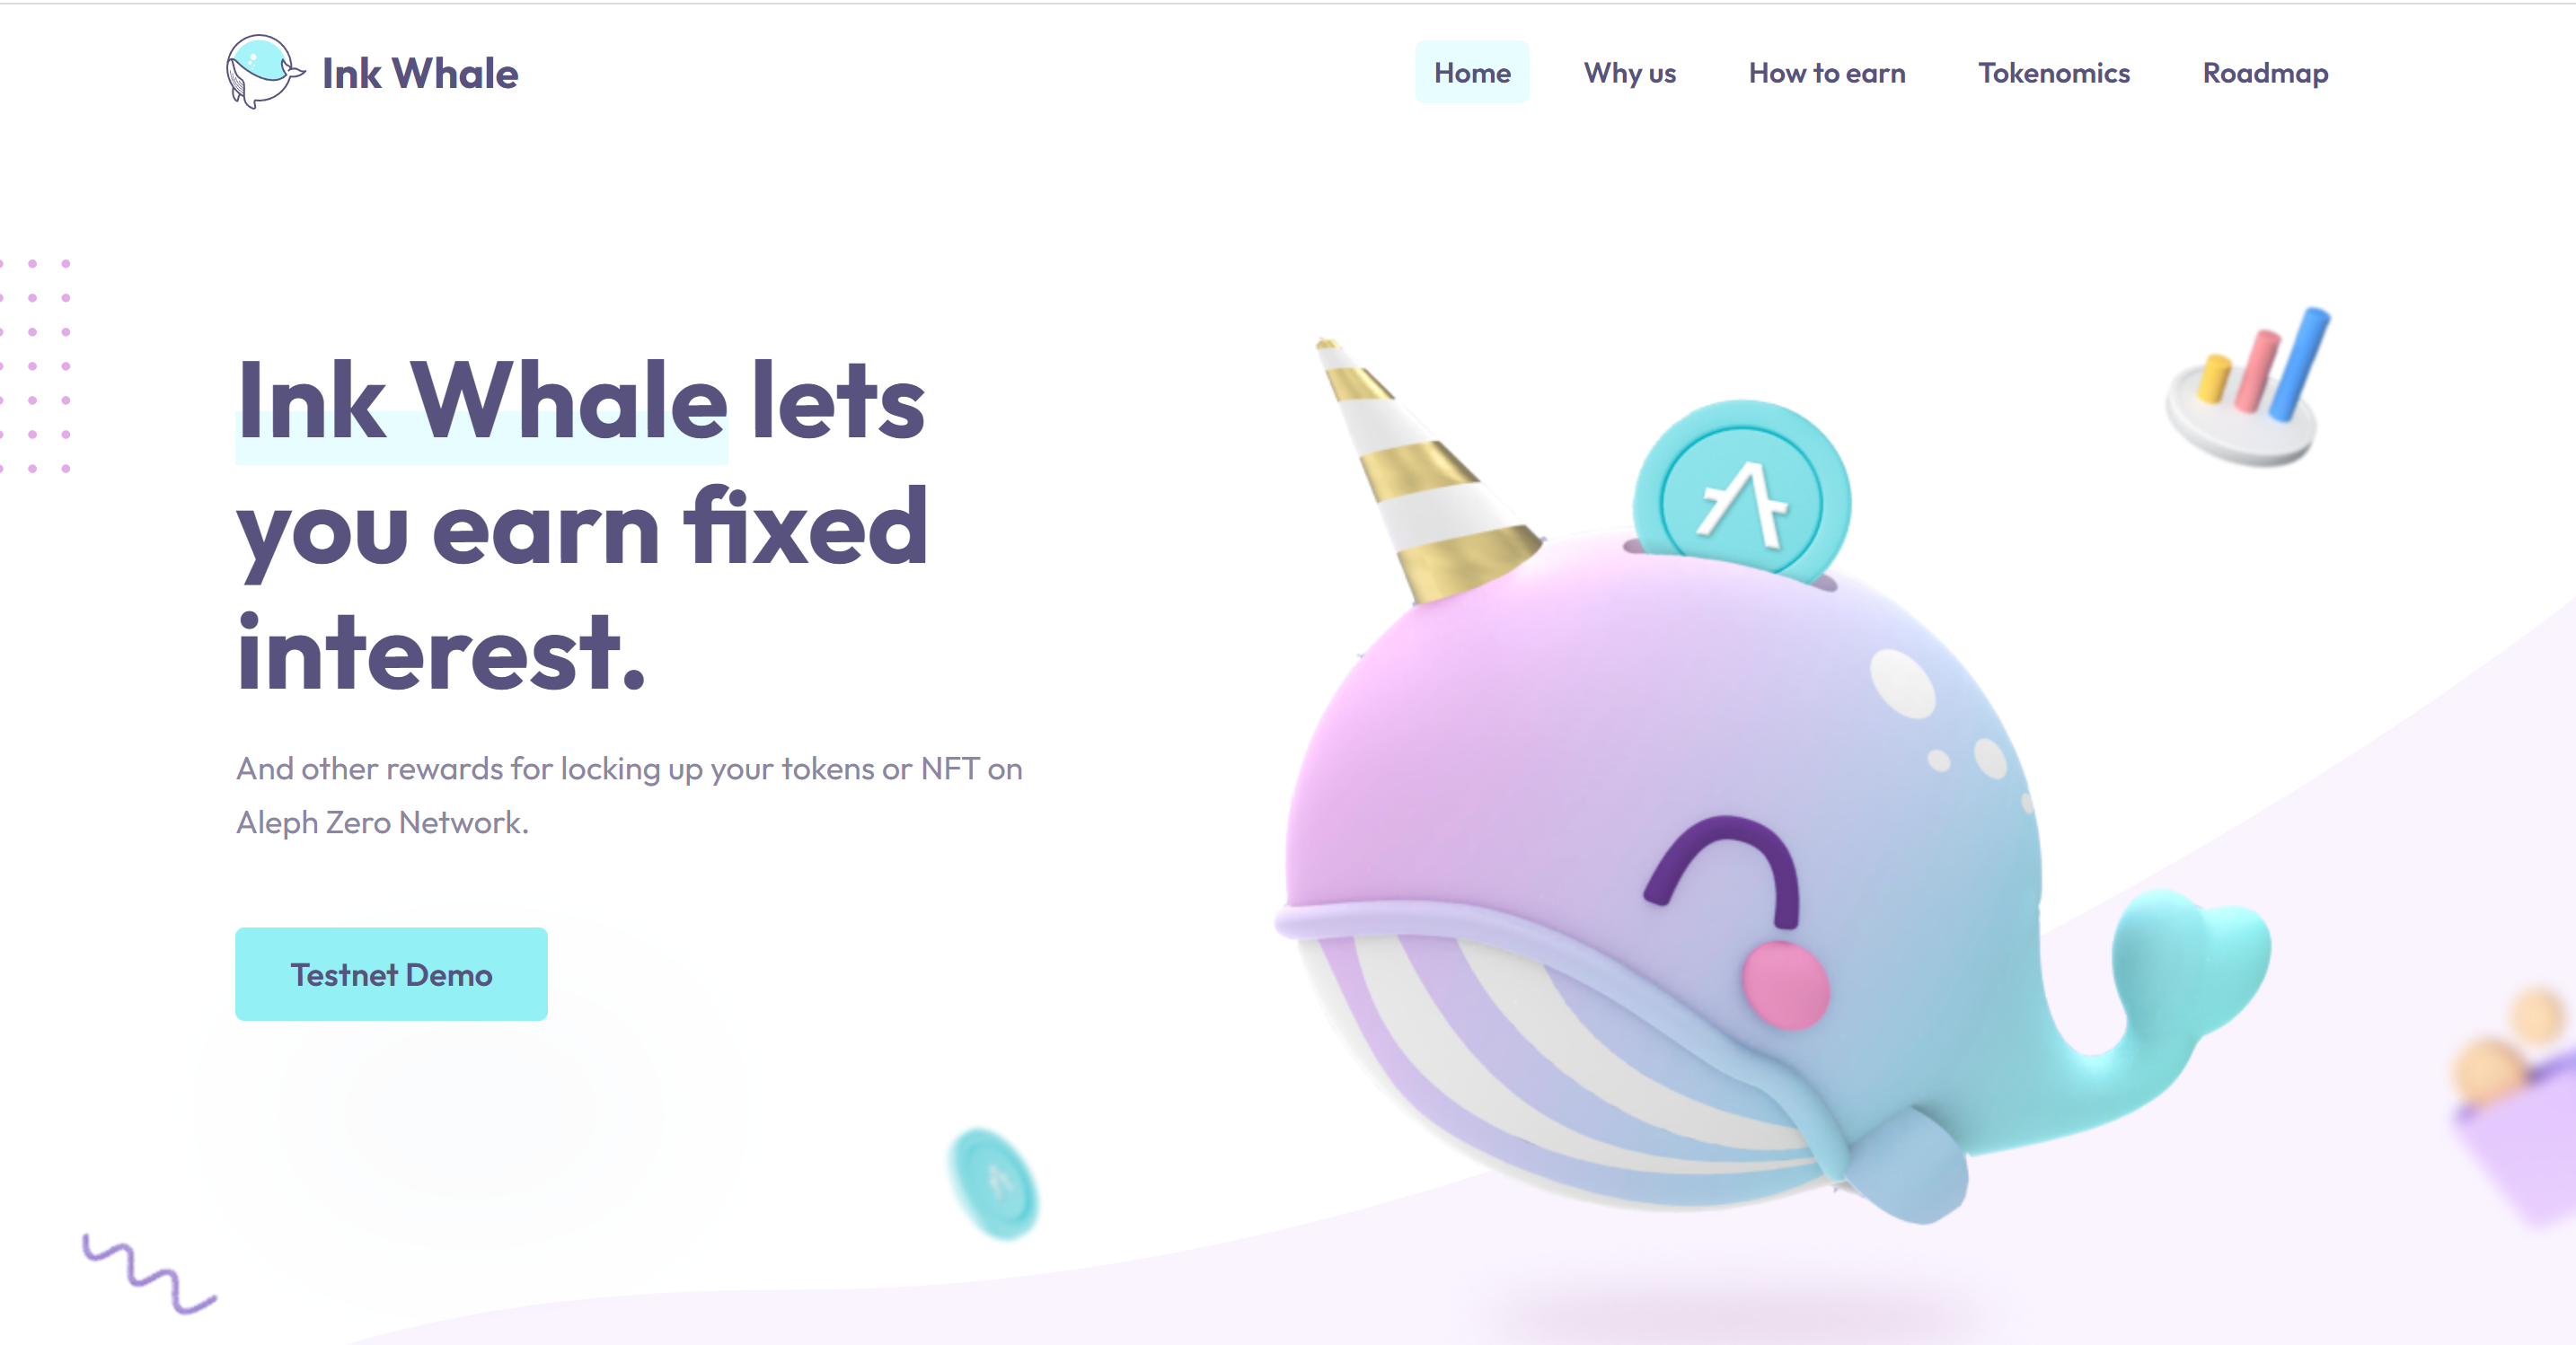 Ink Whale
Home Why us How to earn Tokenomics Roadmap
Ink Whale lets
you earn fixed
interest.
And other rewards for locking up your tokens or NFT on
Aleph Zero Network.
Testnet Demo